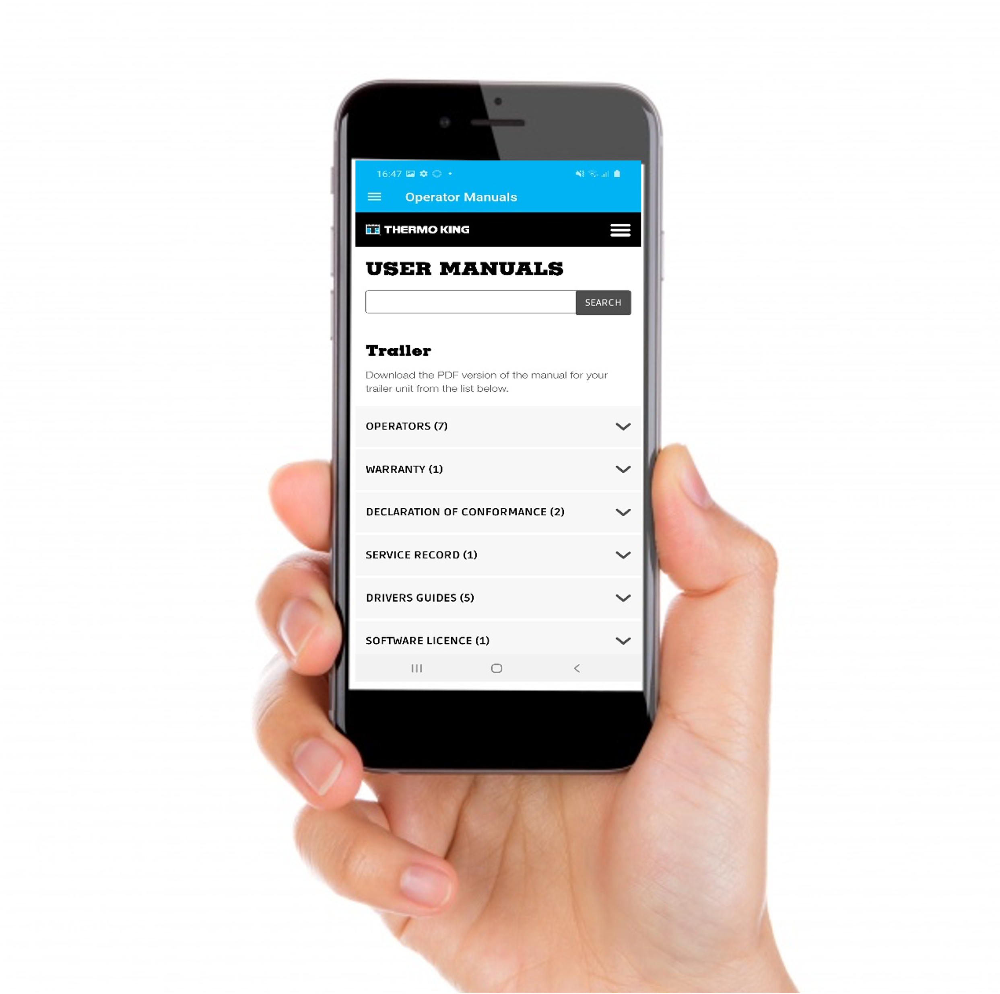 16:47
Operator Manuals
THERMO KING
USER MANUALS
SEARCH
Trailer
Download the PDF version of the manual for your
trailer unit from the list below.
OPERATORS (7)
WARRANTY (1)
DECLARATION OF CONFORMANCE (2)
SERVICE RECORD (1)
DRIVERS GUIDES (5)
SOFTWARE LICENCE (1)